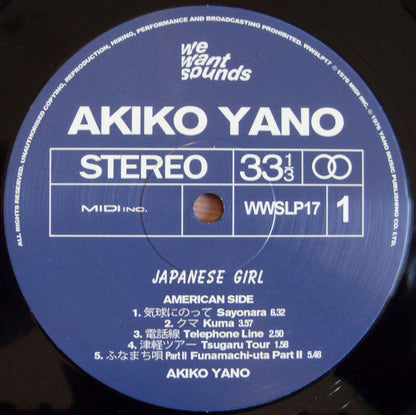 ALL RIGHTS RESERVED. UNAUTHORISED COPYING, REPRODUCTION, HIRING, PERFORMANCE AND BROADCASTING PROHIBITED. WWSLP17 ℗ 1976 MIDI INC. © 1976 YANO MUSIC PUBLISHING CO. LTD.
we
want
sounds
AKIKO YANO
STEREO 33 1/3
MIDI INC. WWSLP17 1
JAPANESE GIRL
AMERICAN SIDE
1. 気球にのって Sayonara 6.32
2. クマ Kuma 3.57
3. 電話線 Telephone Line 2.50
4. 津軽ツアー Tsugaru Tour 1.58
5. ふなまち唄 Part II Funamachi-uta Part II 5.48
AKIKO YANO